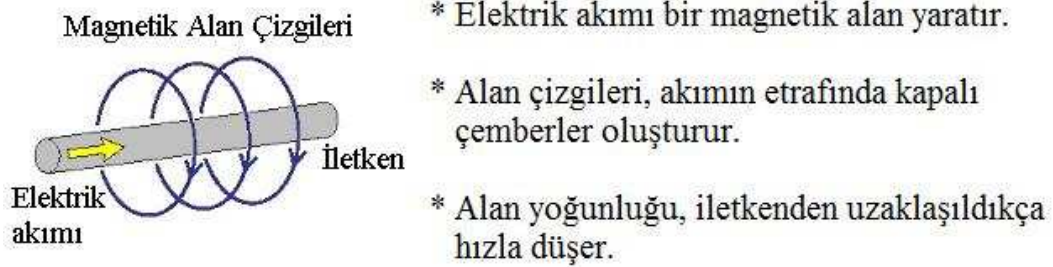 Magnetik Alan Çizgileri
İletken
Elektrik
akımı
* Elektrik akımı bir magnetik alan yaratır.
* Alan çizgileri, akımın etrafında kapalı
çemberler oluşturur.
* Alan yoğunluğu, iletkenden uzaklaşıldıkça
hızla düşer.